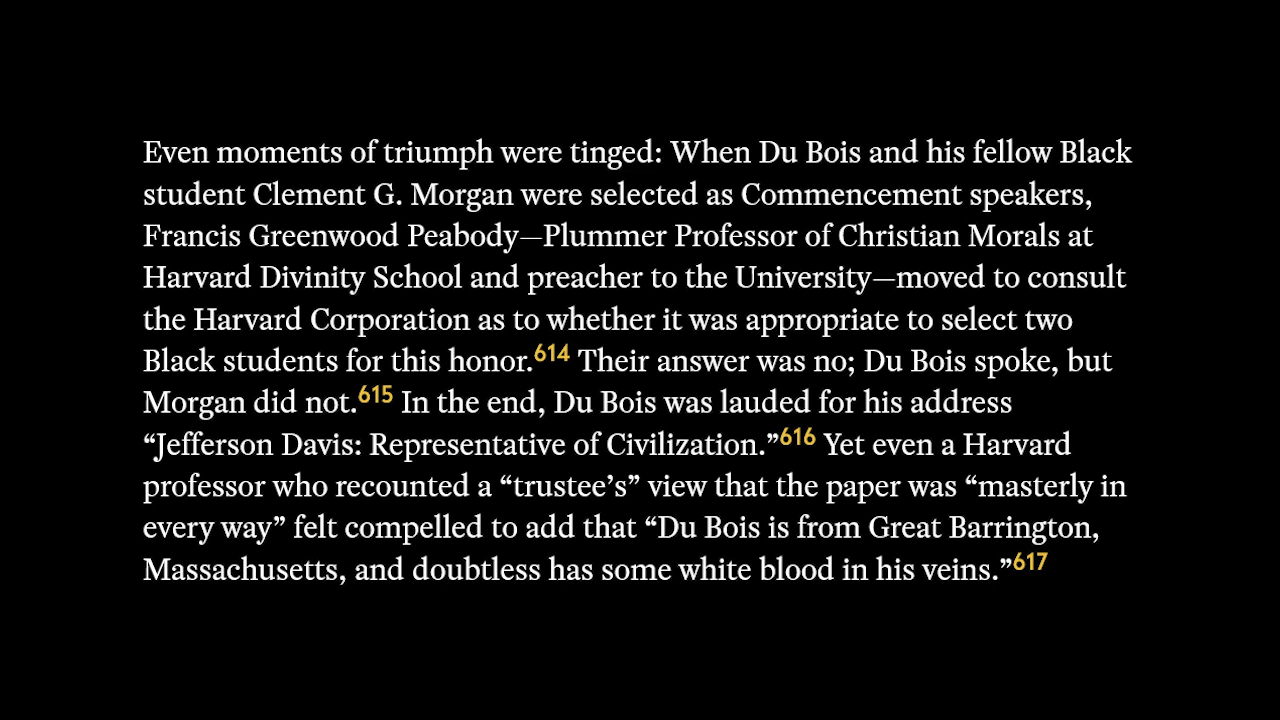 Even moments of triumph were tinged: When Du Bois and his fellow Black
student Clement G. Morgan were selected as Commencement speakers,
Francis Greenwood Peabody—Plummer Professor of Christian Morals at
Harvard Divinity School and preacher to the University—moved to consult
the Harvard Corporation as to whether it was appropriate to select two
Black students for this honor.614 Their answer was no; Du Bois spoke, but
Morgan did not.615 In the end, Du Bois was lauded for his address
“Jefferson Davis: Representative of Civilization.”616 Yet even a Harvard
professor who recounted a “trustee’s” view that the paper was “masterly in
every way” felt compelled to add that “Du Bois is from Great Barrington,
Massachusetts, and doubtless has some white blood in his veins.”617